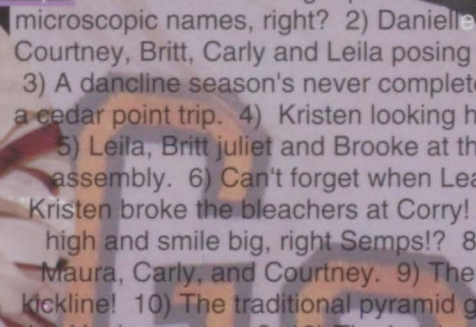 microscopic names, right? 2) Danielle
Courtney, Britt, Carly and Leila posing
3) A dancline season's never complete
a cedar point trip. 4) Kristen looking h
5) Leila, Britt juliet and Brooke at th
assembly. 6) Can't forget when Lea
Kristen broke the bleachers at Corry!
high and smile big, right Semps!? 8
Maura, Carly, and Courtney. 9) The
kickline! 10) The traditional pyramid